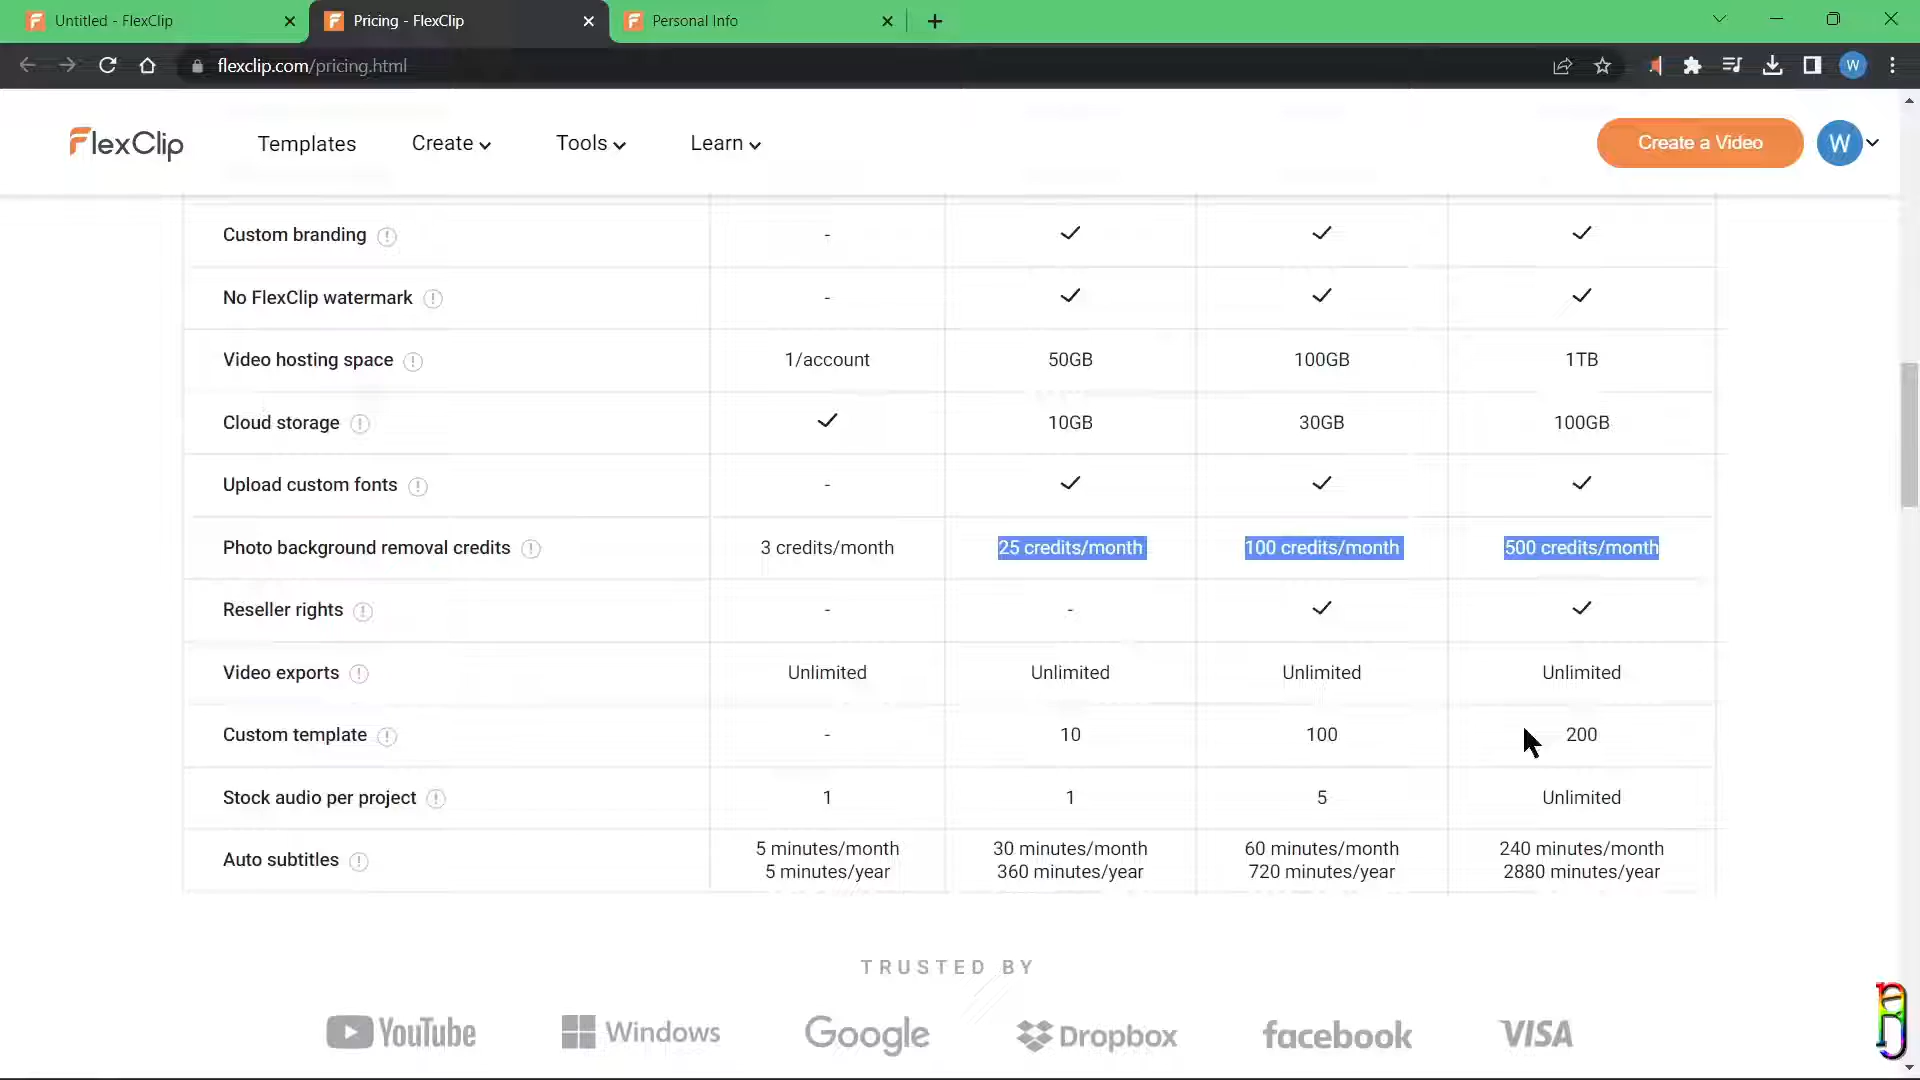 Untitled - FlexClip
Pricing - FlexClip
Personal Info
flexclip.com/pricing.html
W
FlexClip
Templates
Create
Tools
Learn
Create a Video
W
Custom branding -
No FlexClip watermark -
Video hosting space 1/account 50GB 100GB 1TB
Cloud storage 10GB 30GB 100GB
Upload custom fonts -
Photo background removal credits 3 credits/month 25 credits/month 100 credits/month 500 credits/month
Reseller rights - -
Video exports Unlimited Unlimited Unlimited Unlimited
Custom template - 10 100 200
Stock audio per project 1 1 5 Unlimited
Auto subtitles 5 minutes/month 30 minutes/month 60 minutes/month 240 minutes/month
5 minutes/year 360 minutes/year 720 minutes/year 2880 minutes/year
TRUSTED BY
YouTube Windows Google Dropbox facebook VISA